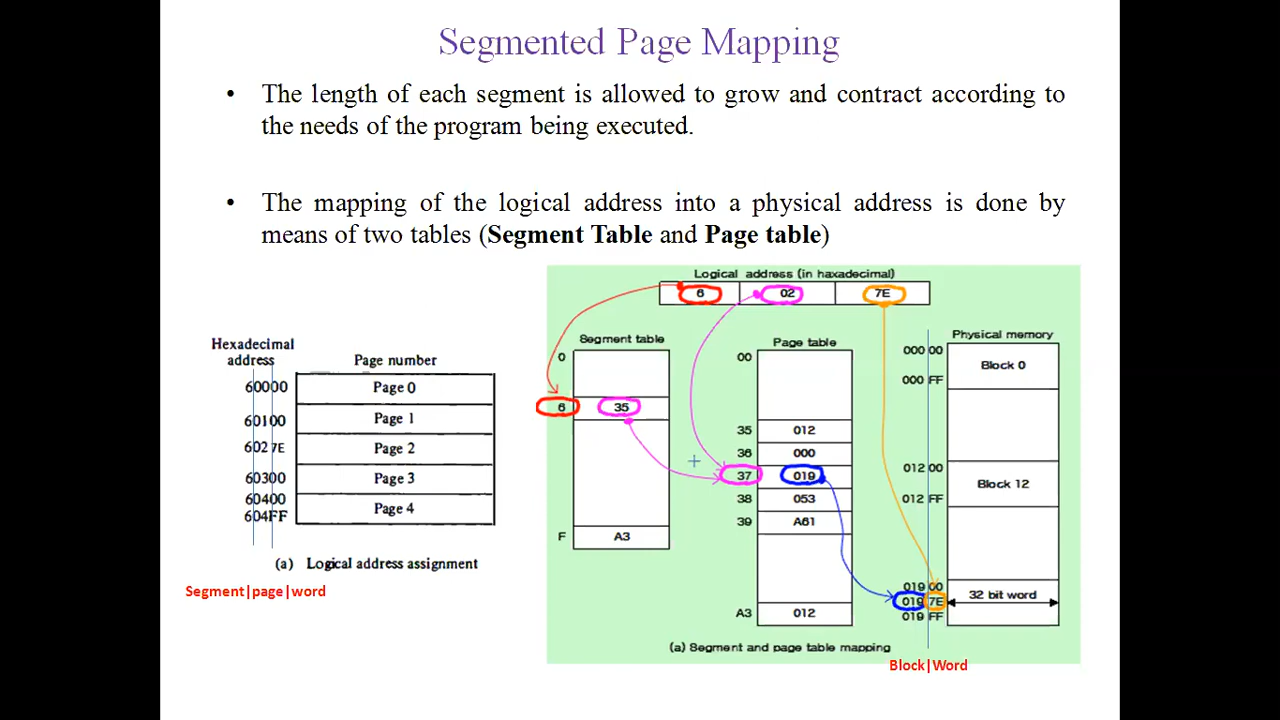 Segmented Page Mapping
• The length of each segment is allowed to grow and contract according to
the needs of the program being executed.
• The mapping of the logical address into a physical address is done by
means of two tables (Segment Table and Page table)
Hexadecimal
address
Page number
60000
Page 0
60100
Page 1
6027E
Page 2
60300
Page 3
60400
604FF
Page 4
(a) Logical address assignment
Segment|page|word
Logical address (in haxadecimal)
6 02 7E
Segment table
0
6 35
F A3
Page table
00
35 012
36 000
37 019
38 053
39 A61
A3 012
Physical memory
000 00
Block 0
000 FF
012 00
Block 12
012 FF
019 00
32 bit word
019 7E
019 FF
(a) Segment and page table mapping
Block|Word